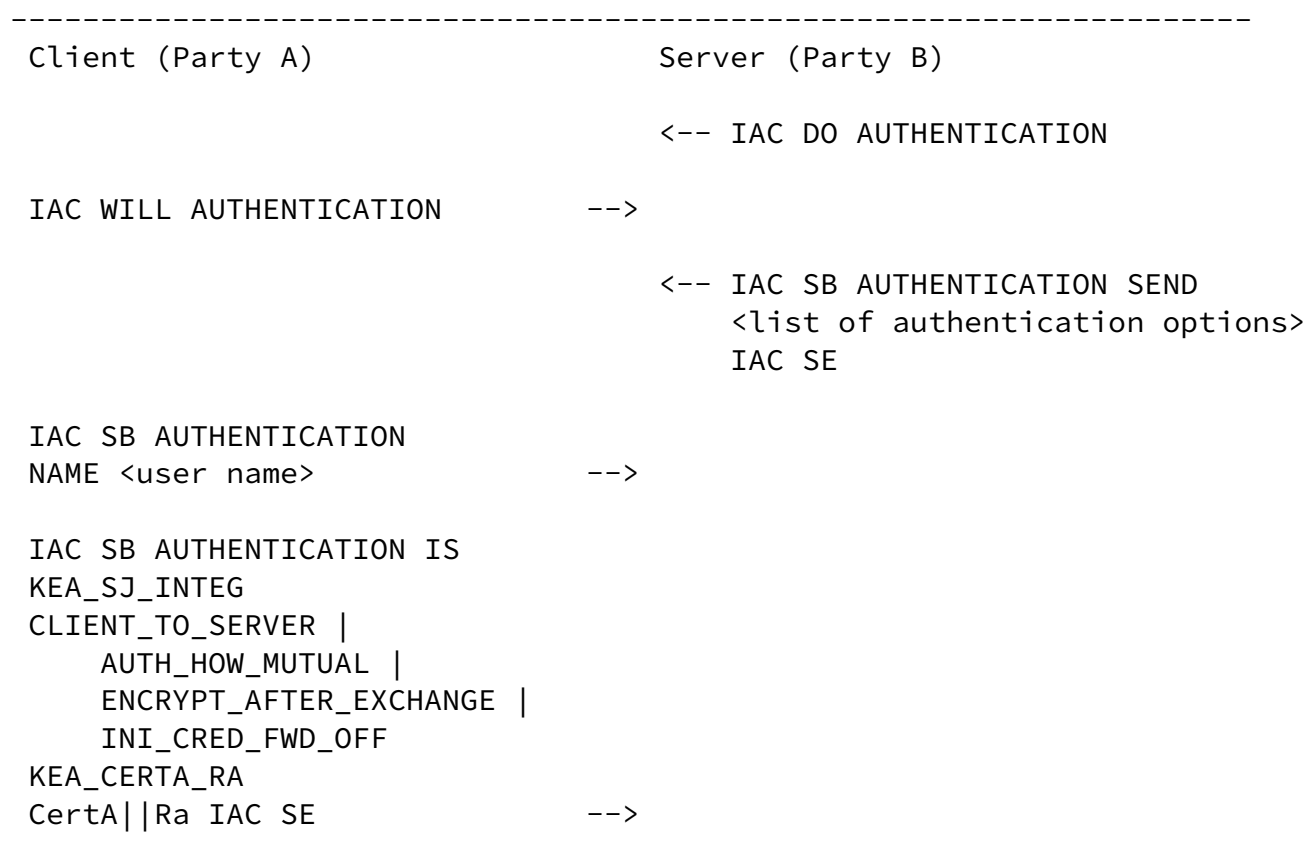 ---------------------------------------------------------------------
Client (Party A)                   Server (Party B)
<-- IAC DO AUTHENTICATION
IAC WILL AUTHENTICATION        -->
<-- IAC SB AUTHENTICATION SEND
<list of authentication options>
IAC SE
IAC SB AUTHENTICATION
NAME <user name>               -->
IAC SB AUTHENTICATION IS
KEA_SJ_INTEG
CLIENT_TO_SERVER |
AUTH_HOW_MUTUAL |
ENCRYPT_AFTER_EXCHANGE |
INI_CRED_FWD_OFF
KEA_CERTA_RA
CertA||Ra IAC SE               -->